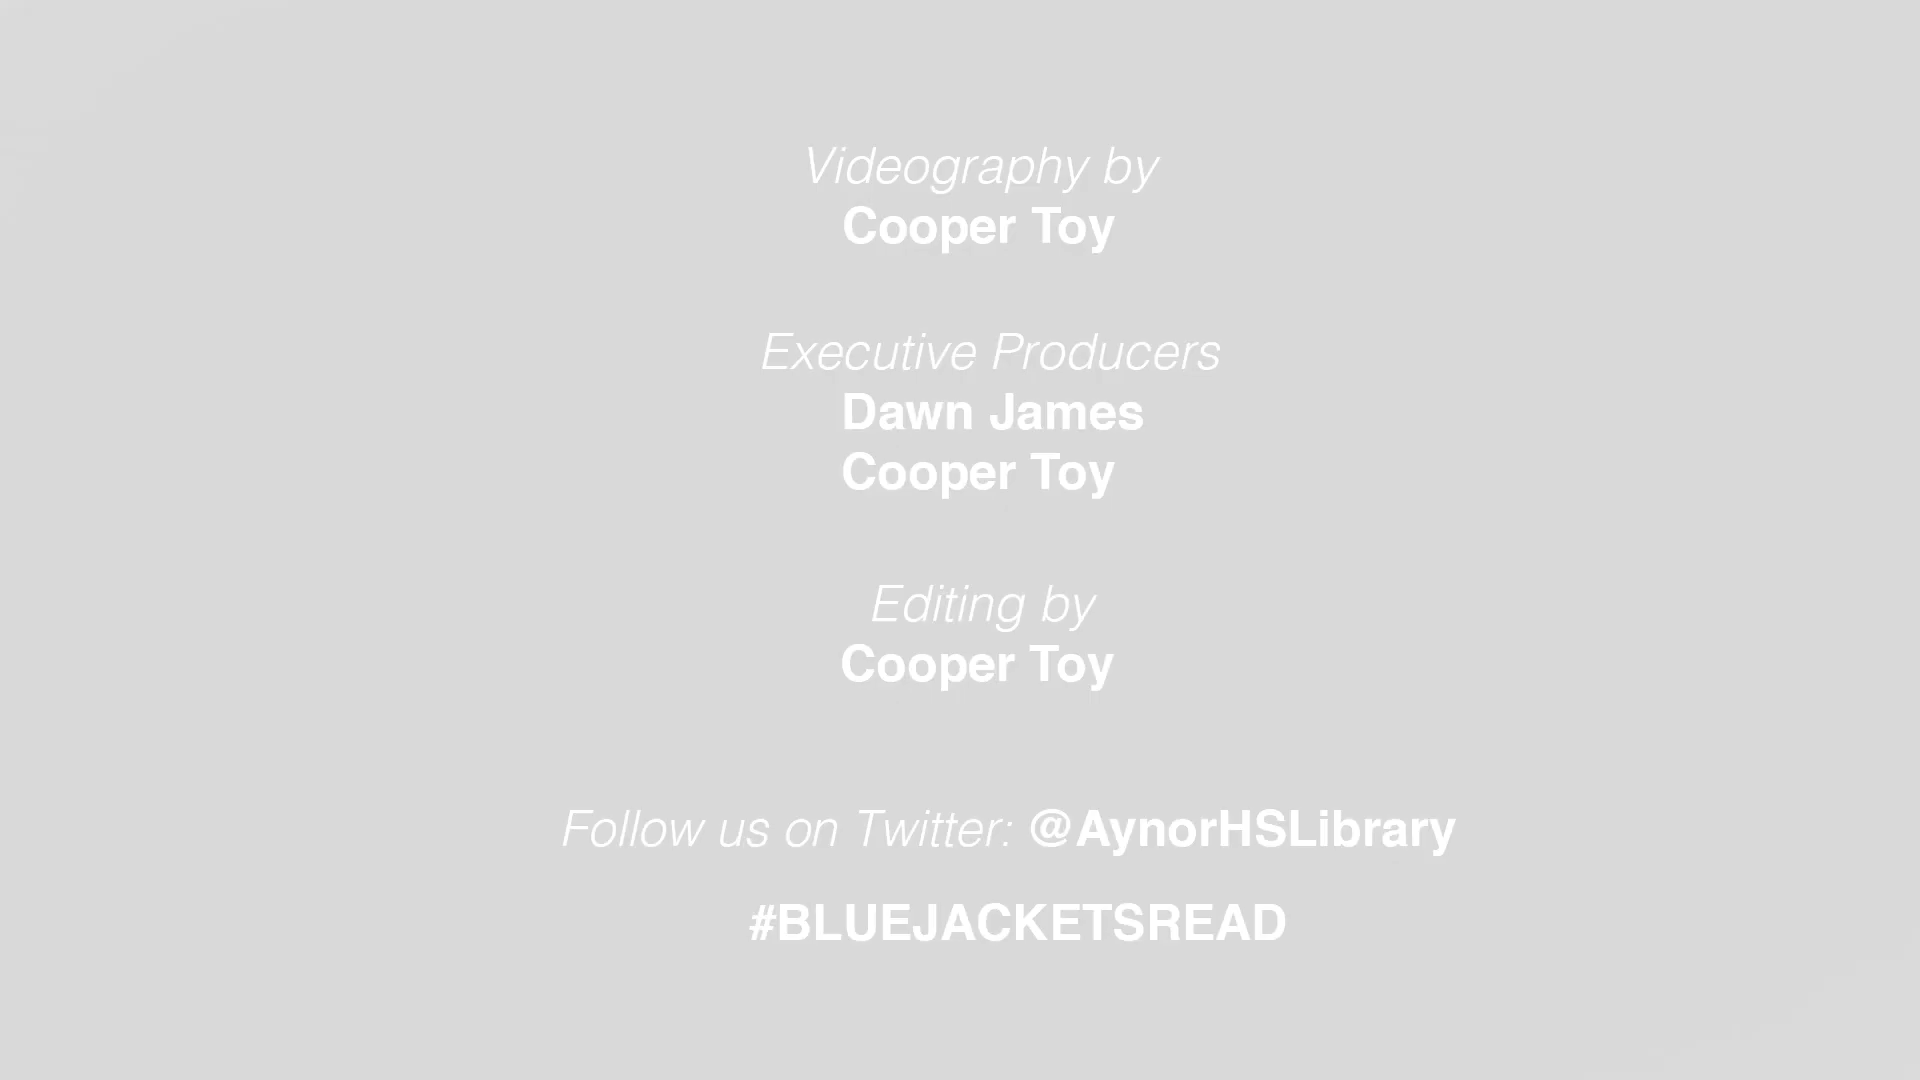 Videography by
Cooper Toy
Executive Producers
Dawn James
Cooper Toy
Editing by
Cooper Toy
Follow us on Twitter: @AynorHSLibrary
#BLUEJACKETSREAD